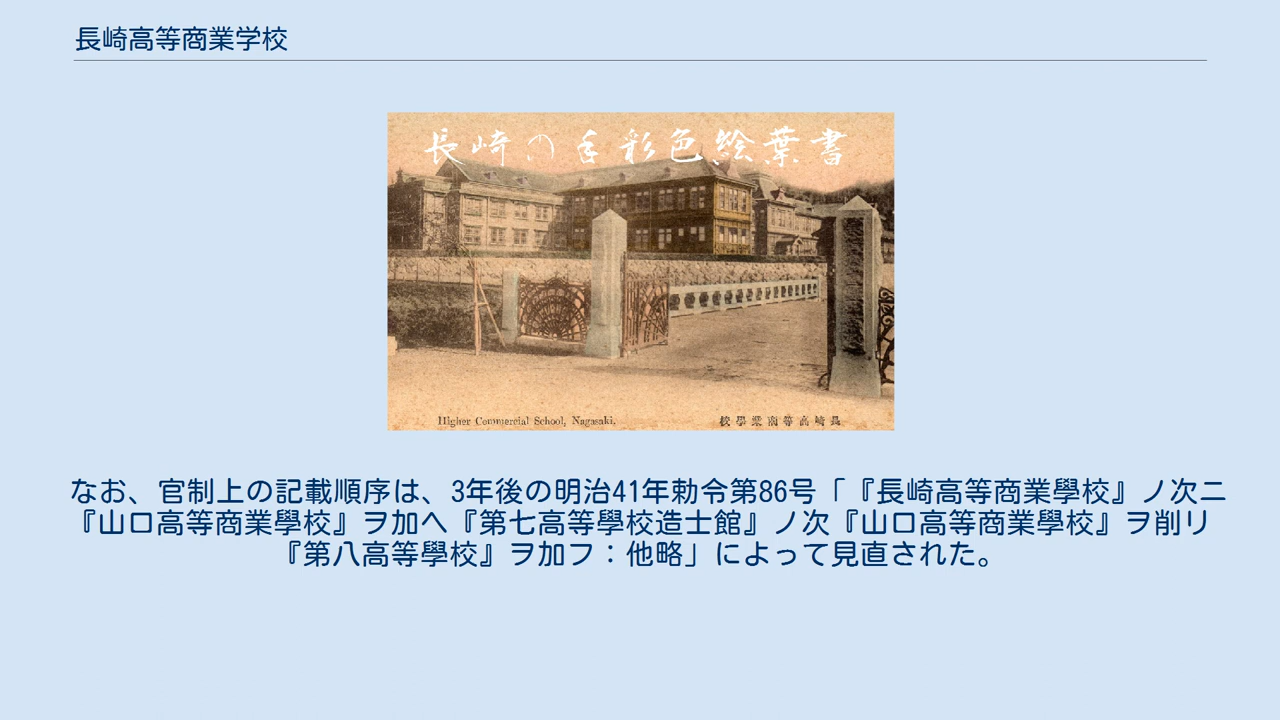 長崎高等商業学校
長崎の手彩色絵葉書
Higher Commercial School, Nagasaki.
校學業商等高崎長
なお、官制上の記載順序は、3年後の明治41年勅令第86号「『長崎高等商業學校』ノ次ニ
『山口高等商業學校』ヲ加ヘ『第七高等學校造士館』ノ次『山口高等商業學校』ヲ削リ
『第八高等學校』ヲ加フ：他略」によって見直された。